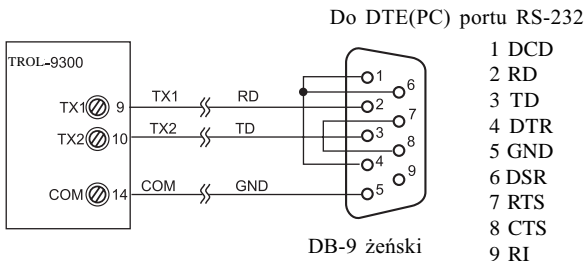 Do DTE(PC) portu RS-232
TROL-9300
TX1 9 TX1 RD
TX2 10 TX2 TD
COM 14 COM GND
1
6
2
7
3
8
4
9
5
DB-9 żeński
1 DCD
2 RD
3 TD
4 DTR
5 GND
6 DSR
7 RTS
8 CTS
9 RI